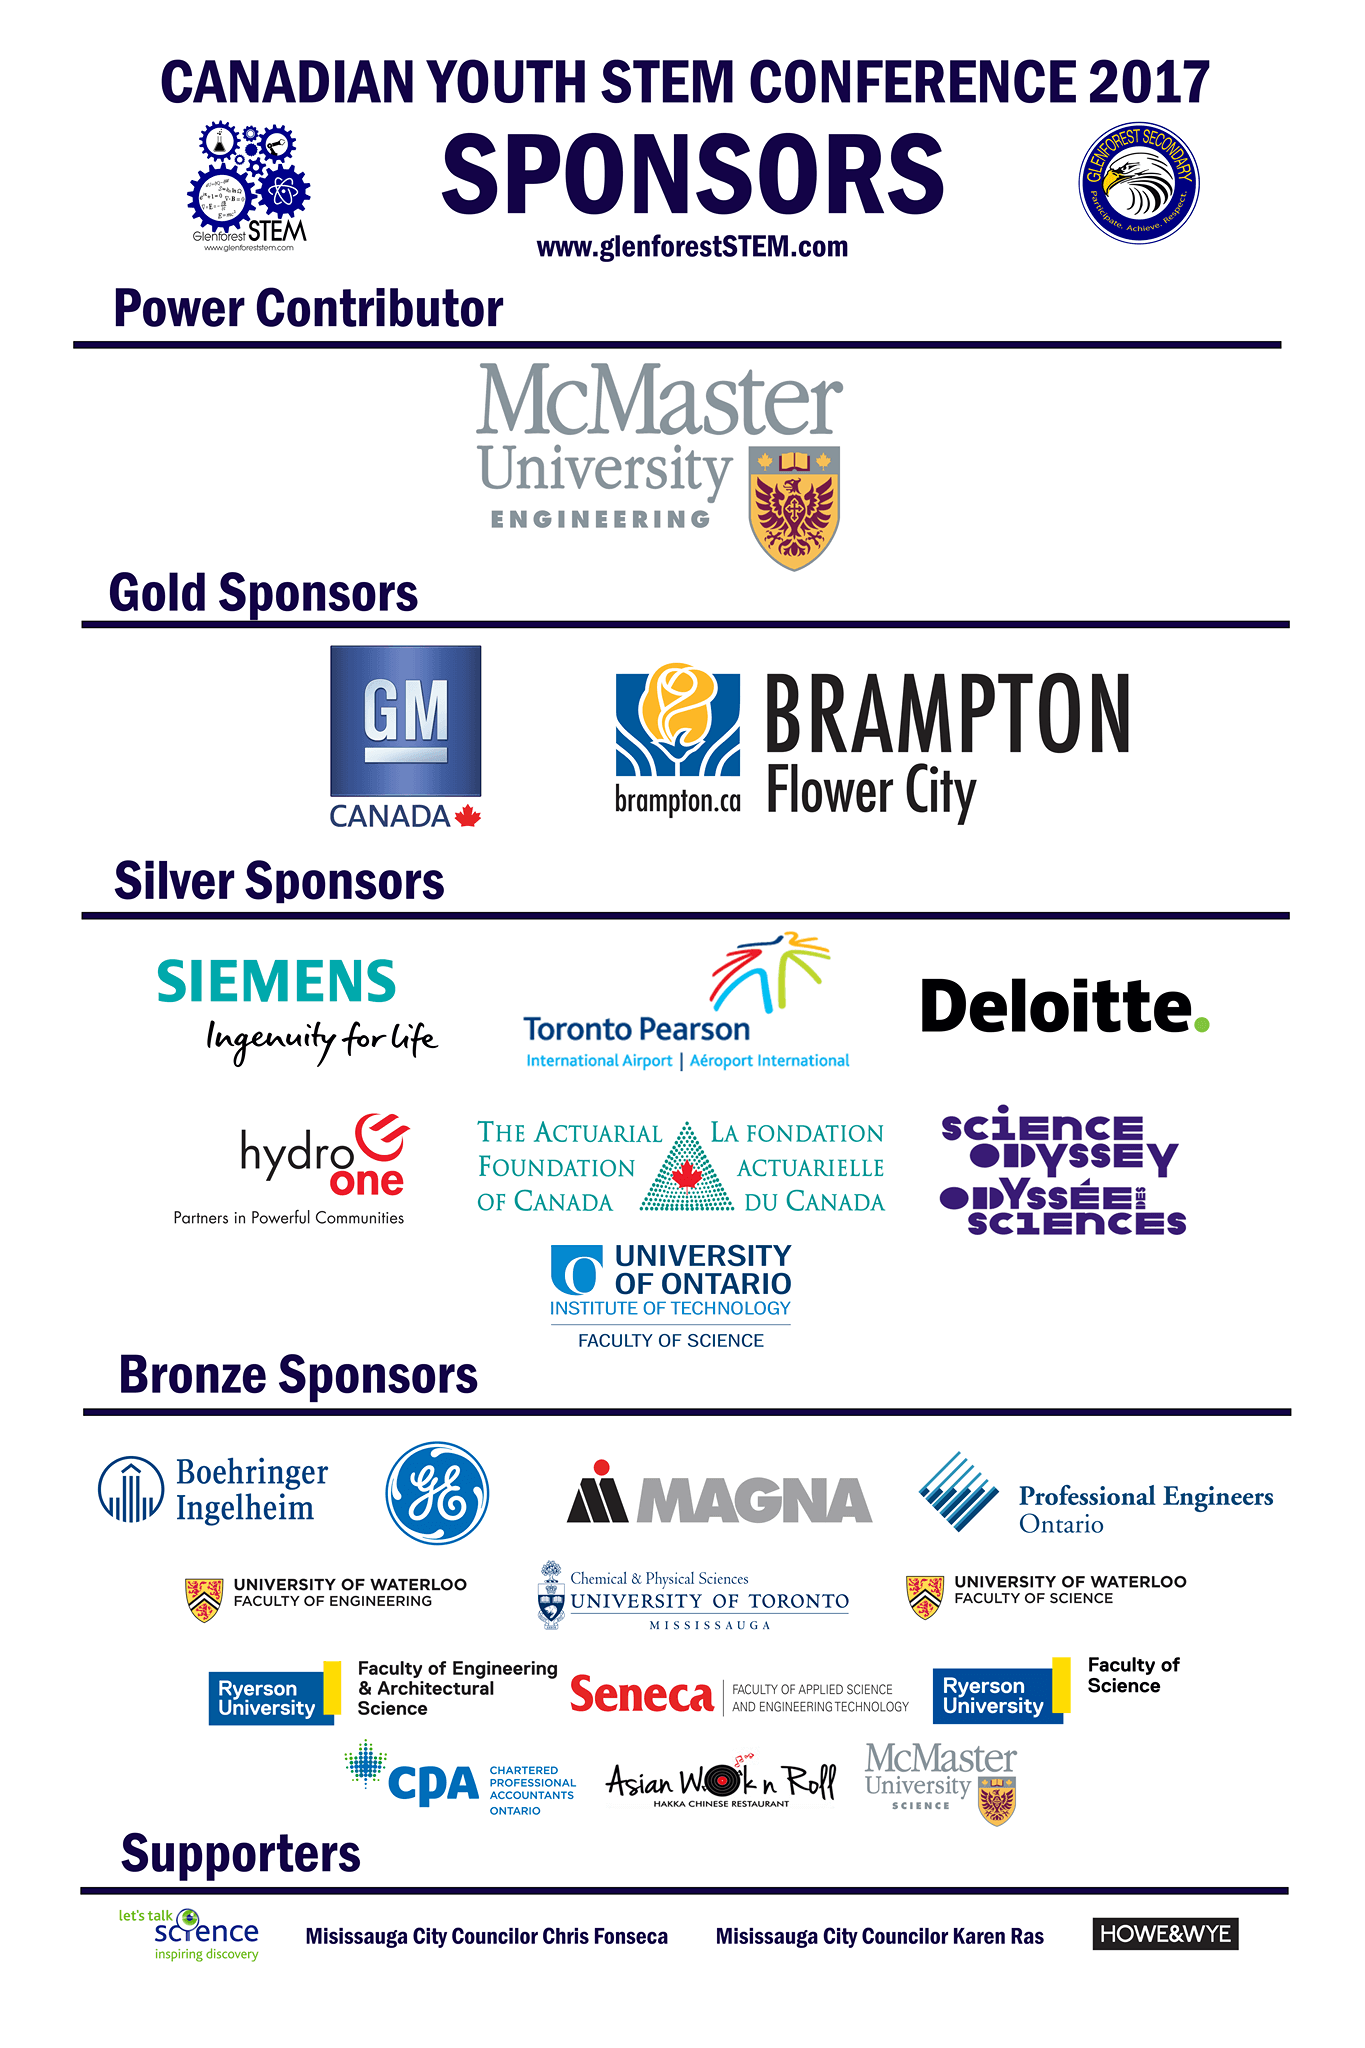 CANADIAN YOUTH STEM CONFERENCE 2017
SPONSORS
www.glenforestSTEM.com
Glenforest STEM
www.glenforeststem.com
GLENFOREST SECONDARY
Participate. Achieve. Respect.
Power Contributor
McMaster
University
ENGINEERING
Gold Sponsors
GM
CANADA
brampton.ca
BRAMPTON
Flower City
Silver Sponsors
SIEMENS
Ingenuity for life
Toronto Pearson
International Airport | Aéroport International
Deloitte.
hydro
one
Partners in Powerful Communities
THE ACTUARIAL
FOUNDATION
OF CANADA
LA FONDATION
ACTUARIELLE
DU CANADA
SCIENCE
ODYSSEY
ODYSSÉE DES
SCIENCES
UNIVERSITY
OF ONTARIO
INSTITUTE OF TECHNOLOGY
FACULTY OF SCIENCE
Bronze Sponsors
Boehringer
Ingelheim
GE
MAGNA
Professional Engineers
Ontario
UNIVERSITY OF WATERLOO
FACULTY OF ENGINEERING
Chemical & Physical Sciences
UNIVERSITY OF TORONTO
MISSISSAUGA
UNIVERSITY OF WATERLOO
FACULTY OF SCIENCE
Ryerson
University
Faculty of Engineering
& Architectural
Science
Seneca
FACULTY OF APPLIED SCIENCE
AND ENGINEERING TECHNOLOGY
Ryerson
University
Faculty of
Science
CPA
CHARTERED
PROFESSIONAL
ACCOUNTANTS
ONTARIO
Asian Wok n Roll
HAKKA CHINESE RESTAURANT
McMaster
University
SCIENCE
Supporters
let's talk
science
inspiring discovery
Misissauga City Councilor Chris Fonseca
Misissauga City Councilor Karen Ras
HOWE&WYE